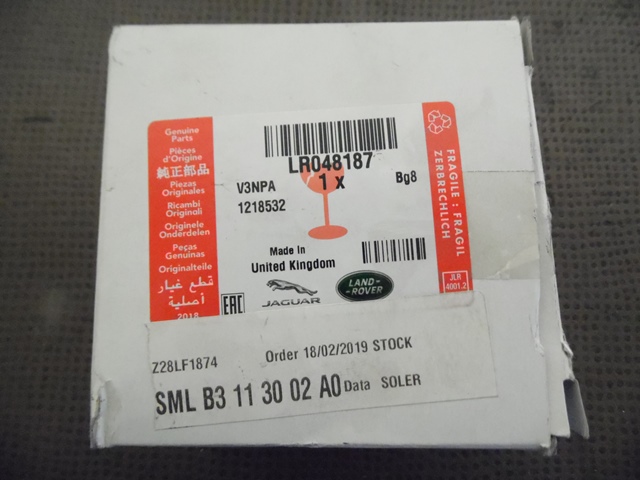 Genuine
Parts
Pièces
d'Origine
純正部品
Piezas
Originales
Ricambi
Originali
Originele
Onderdelen
Peças
Genuinas
Originalteile
قطع غيار
أصلية
2018
LR048187
1 x
V3NPA
Bg8
1218532
Made In
United Kingdom
EAC
JAGUAR
LAND-
ROVER
FRAGILE : FRAGIL
ZERBRECHLICH
JLR
4001.2
Z28LF1874
Order 18/02/2019 STOCK
SML B3 11 30 02 A0 Data SOLER